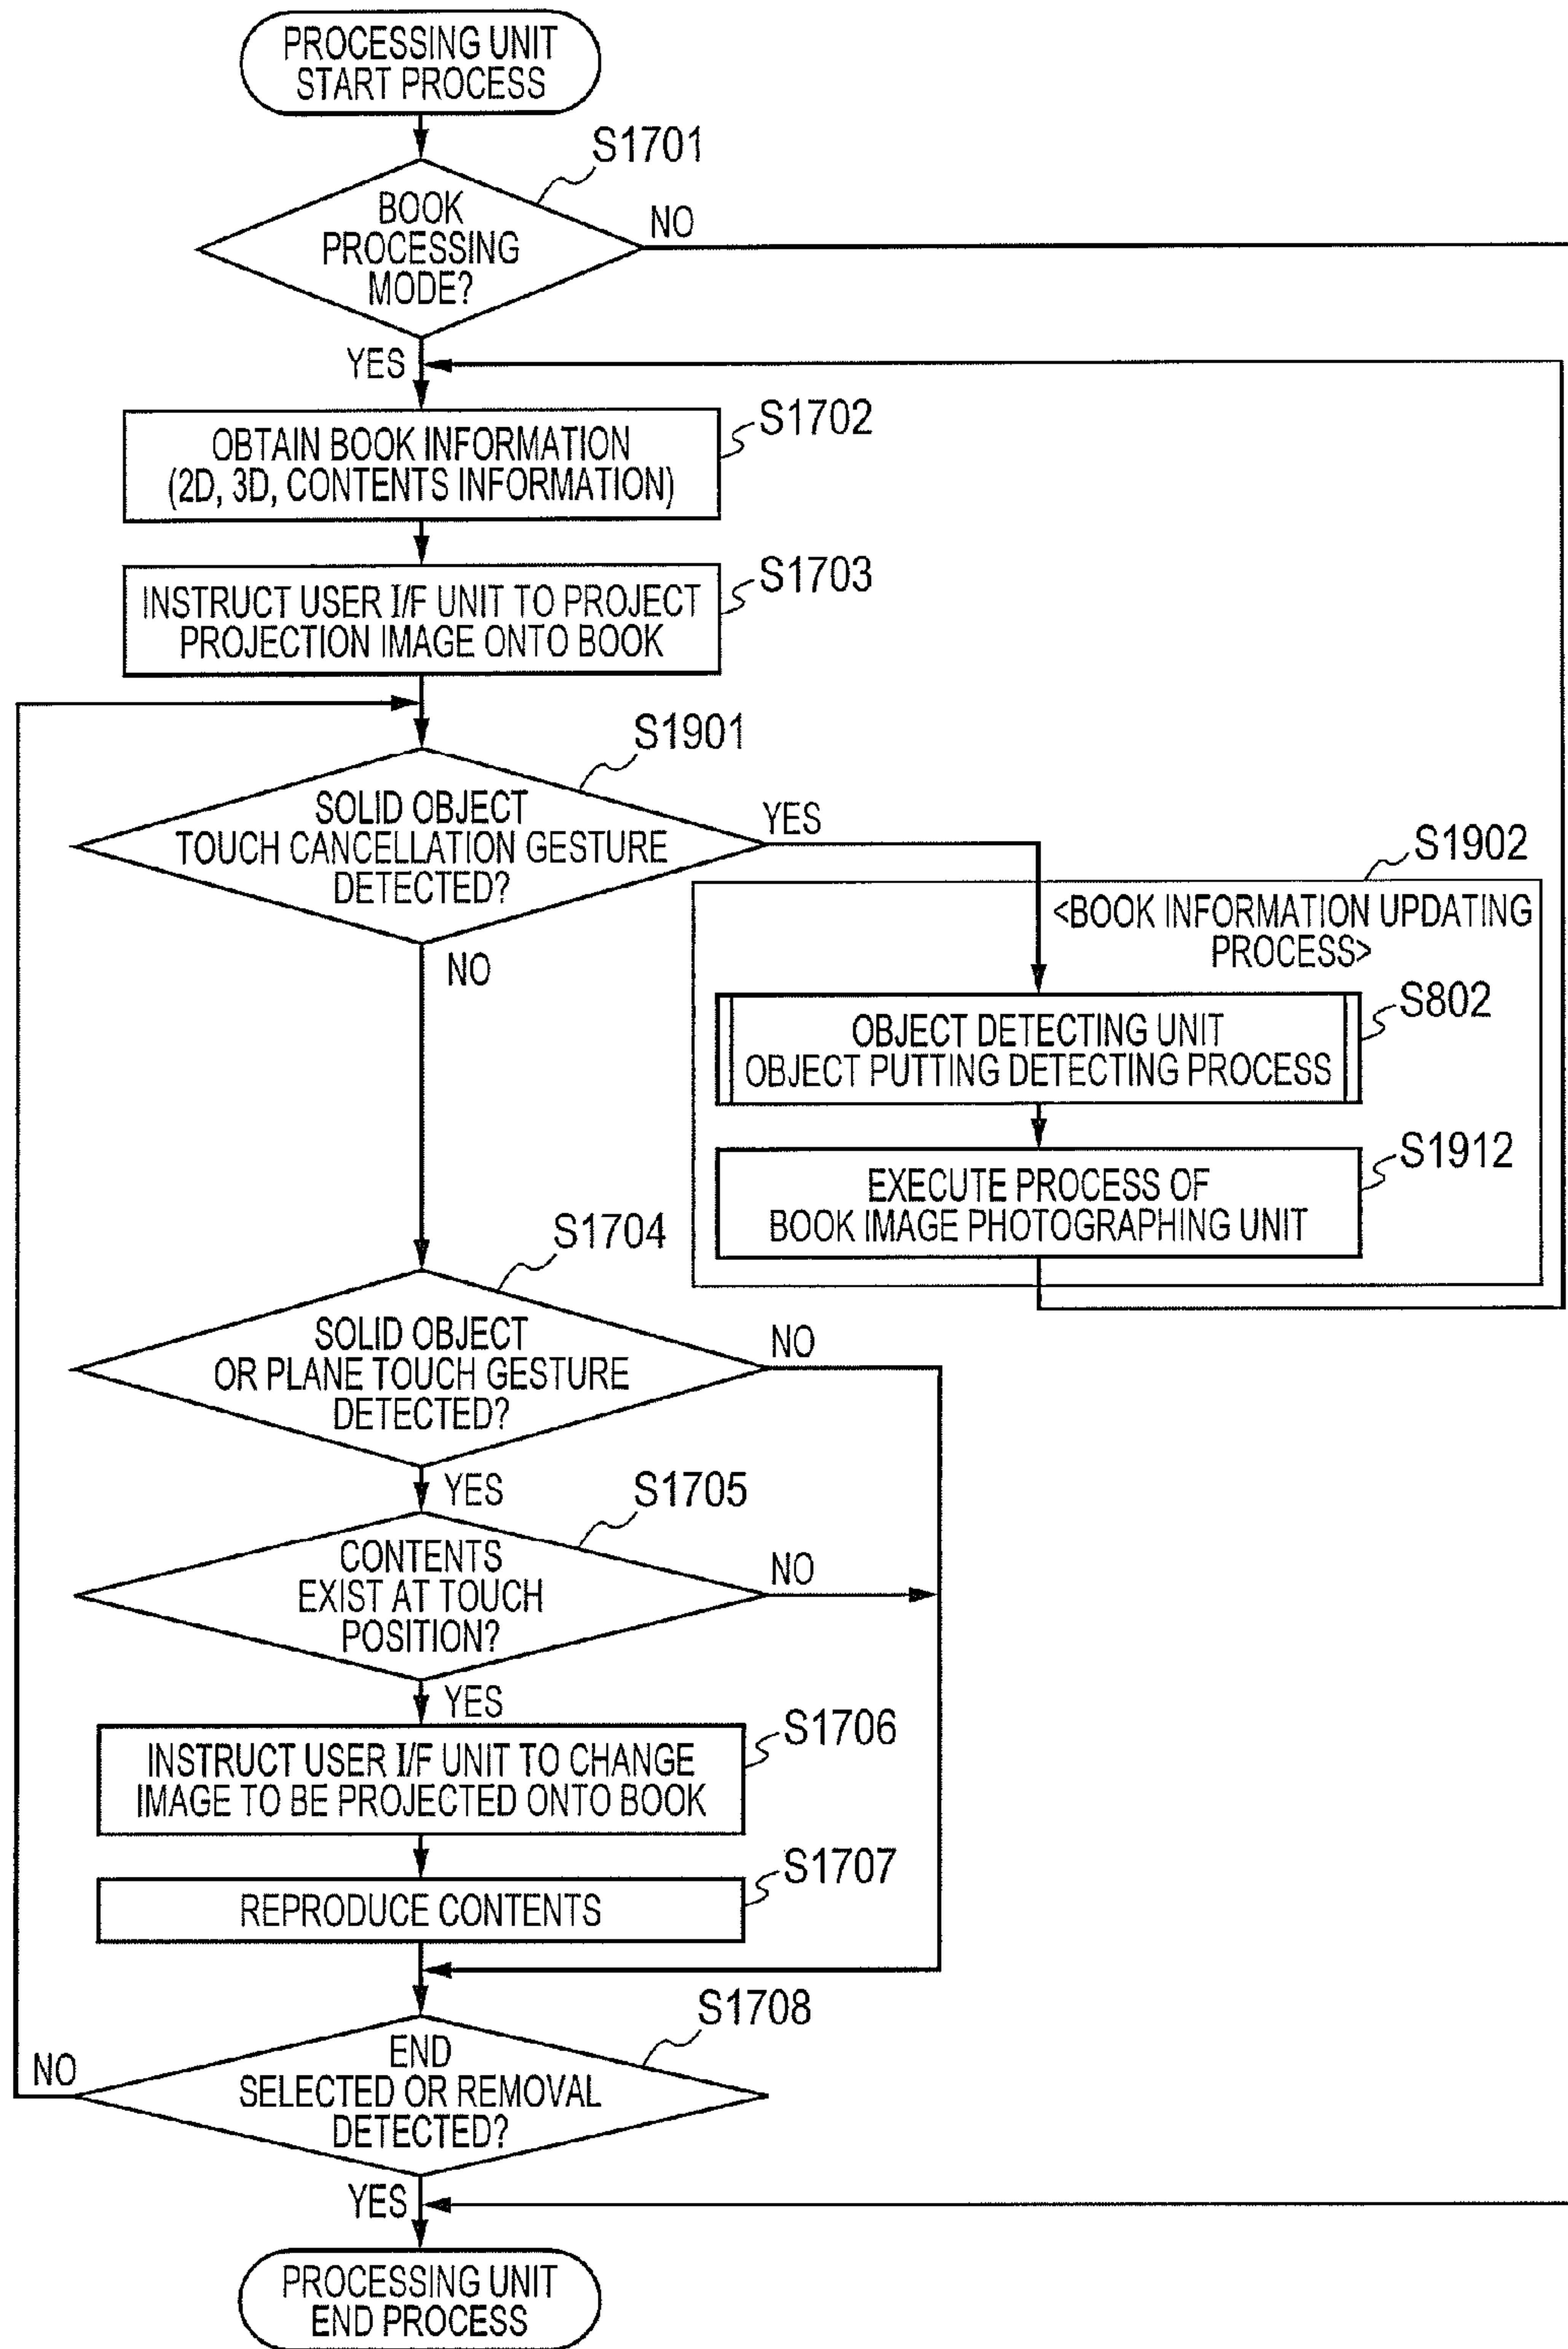 PROCESSING UNIT
START PROCESS
S1701
BOOK
PROCESSING
MODE?
NO
YES
S1702
OBTAIN BOOK INFORMATION
(2D, 3D, CONTENTS INFORMATION)
S1703
INSTRUCT USER I/F UNIT TO PROJECT
PROJECTION IMAGE ONTO BOOK
S1901
SOLID OBJECT
TOUCH CANCELLATION GESTURE
DETECTED?
YES
NO
S1902
<BOOK INFORMATION UPDATING
PROCESS>
S802
OBJECT DETECTING UNIT
OBJECT PUTTING DETECTING PROCESS
S1912
EXECUTE PROCESS OF
BOOK IMAGE PHOTOGRAPHING UNIT
S1704
SOLID OBJECT
OR PLANE TOUCH GESTURE
DETECTED?
NO
YES
S1705
CONTENTS
EXIST AT TOUCH
POSITION?
NO
YES
S1706
INSTRUCT USER I/F UNIT TO CHANGE
IMAGE TO BE PROJECTED ONTO BOOK
S1707
REPRODUCE CONTENTS
S1708
END
SELECTED OR REMOVAL
DETECTED?
NO
YES
PROCESSING UNIT
END PROCESS